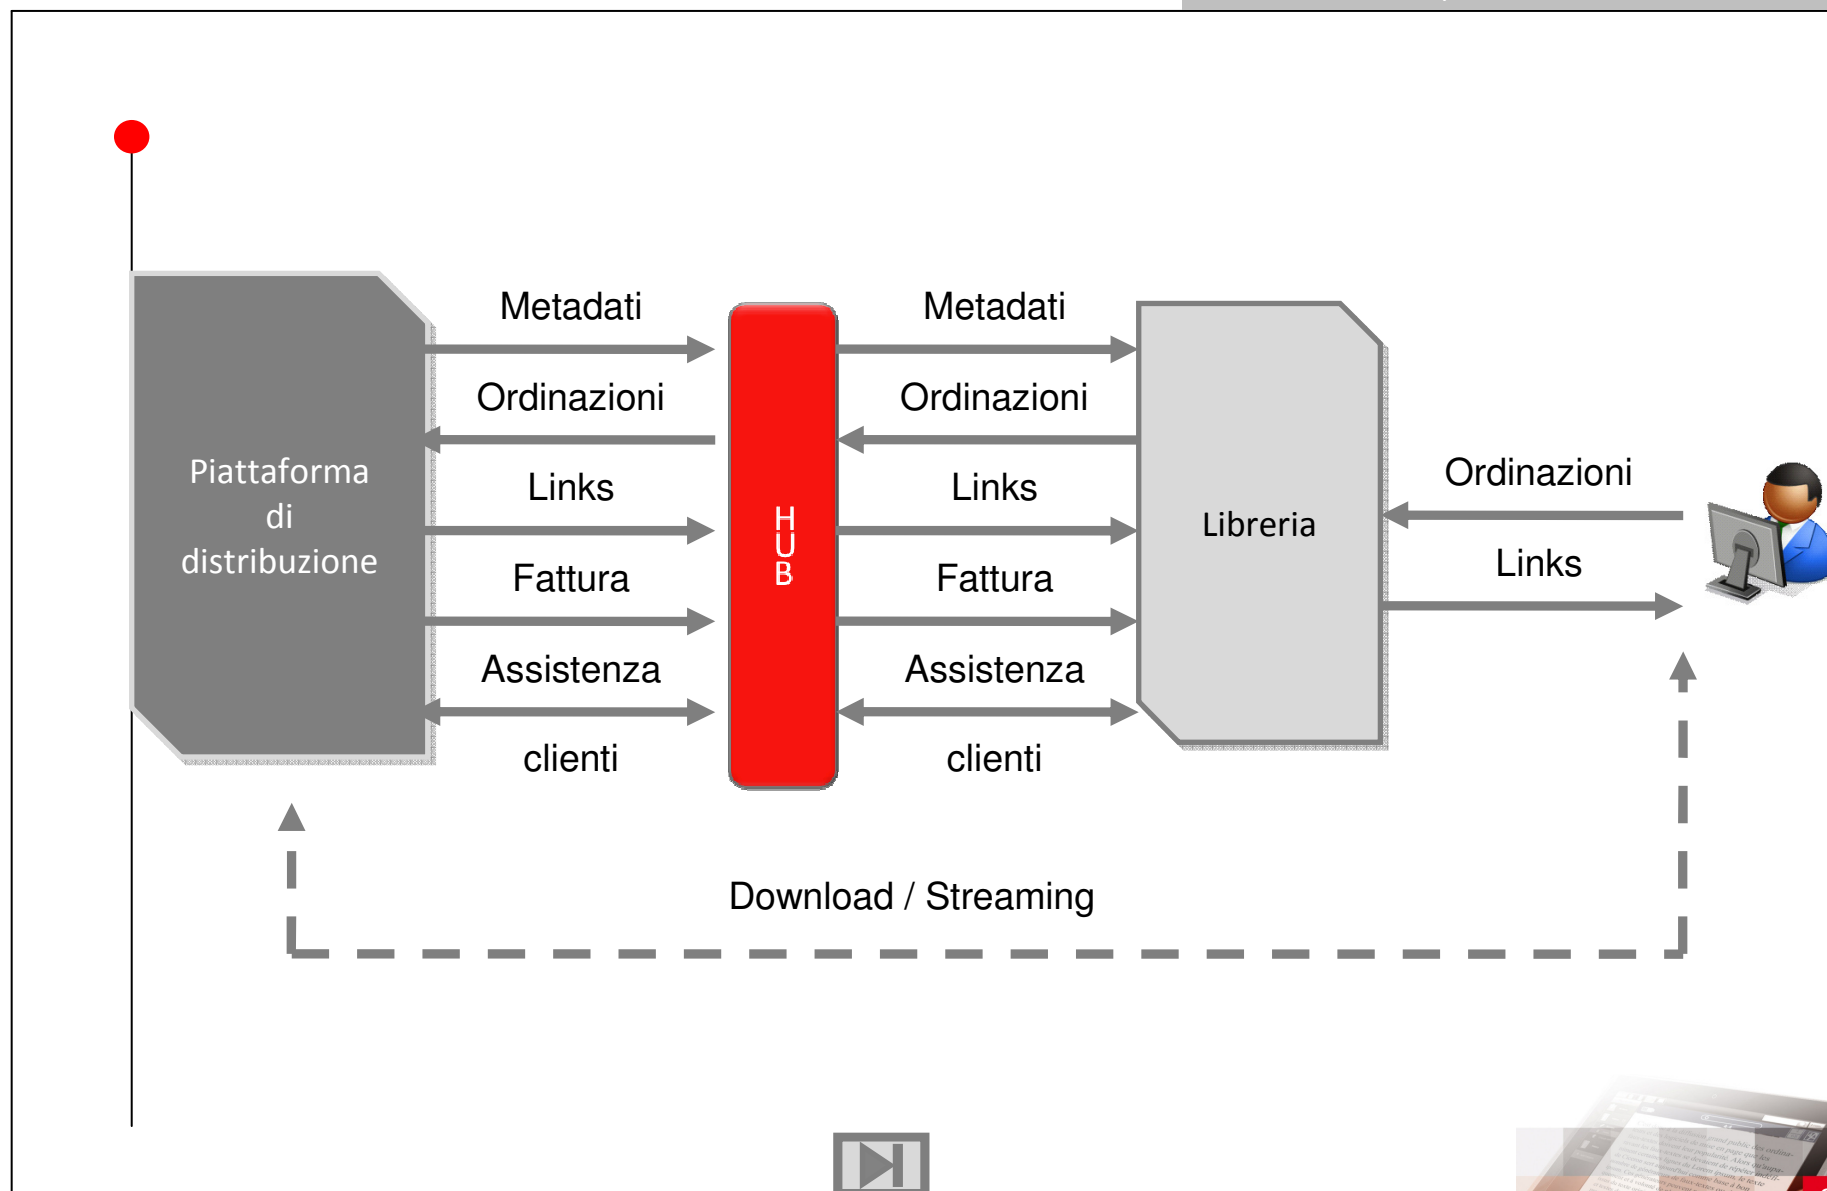 Metadati
Metadati
Ordinazioni
Ordinazioni
Ordinazioni
Piattaforma
di
distribuzione
Links
Links
Links
HUB
Libreria
Fattura
Fattura
Assistenza
Assistenza
clienti
clienti
Download / Streaming